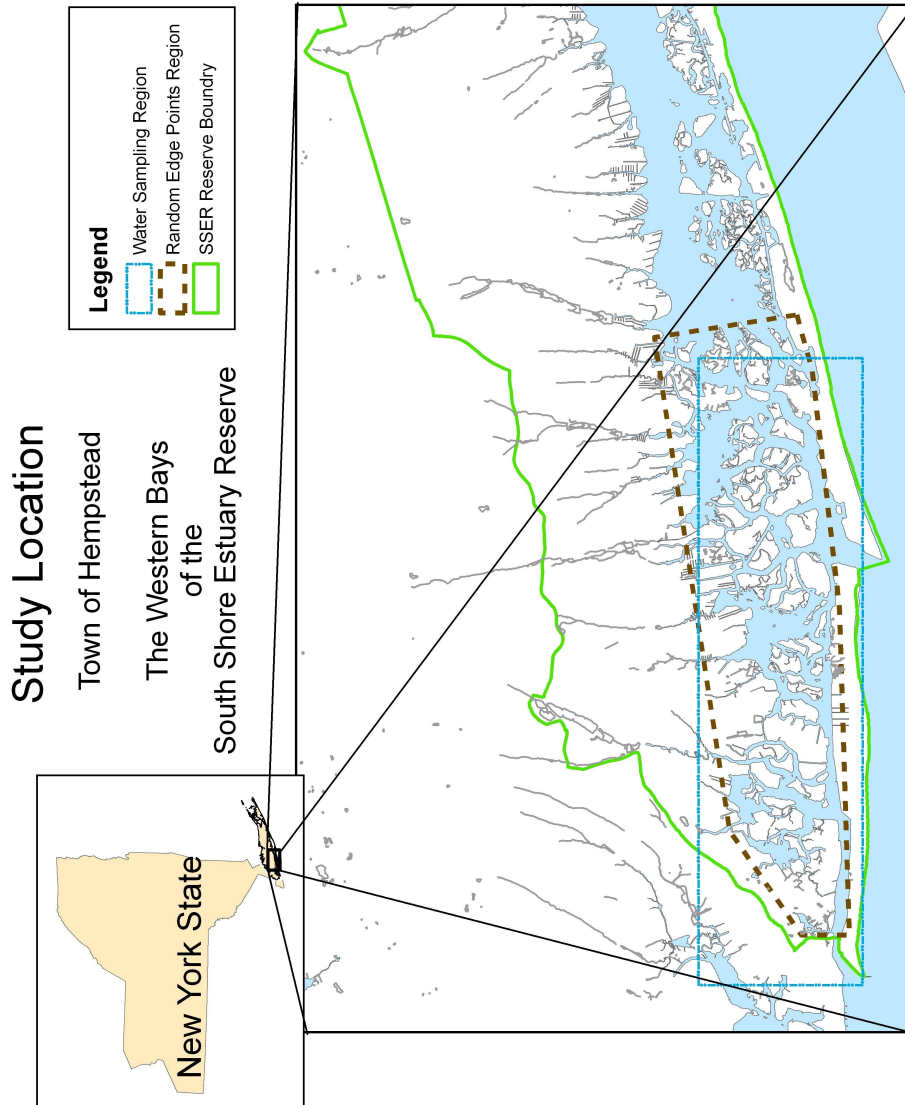 Study Location
Town of Hempstead
The Western Bays
of the
South Shore Estuary Reserve
New York State
Legend
Water Sampling Region
Random Edge Points Region
SSER Reserve Boundry